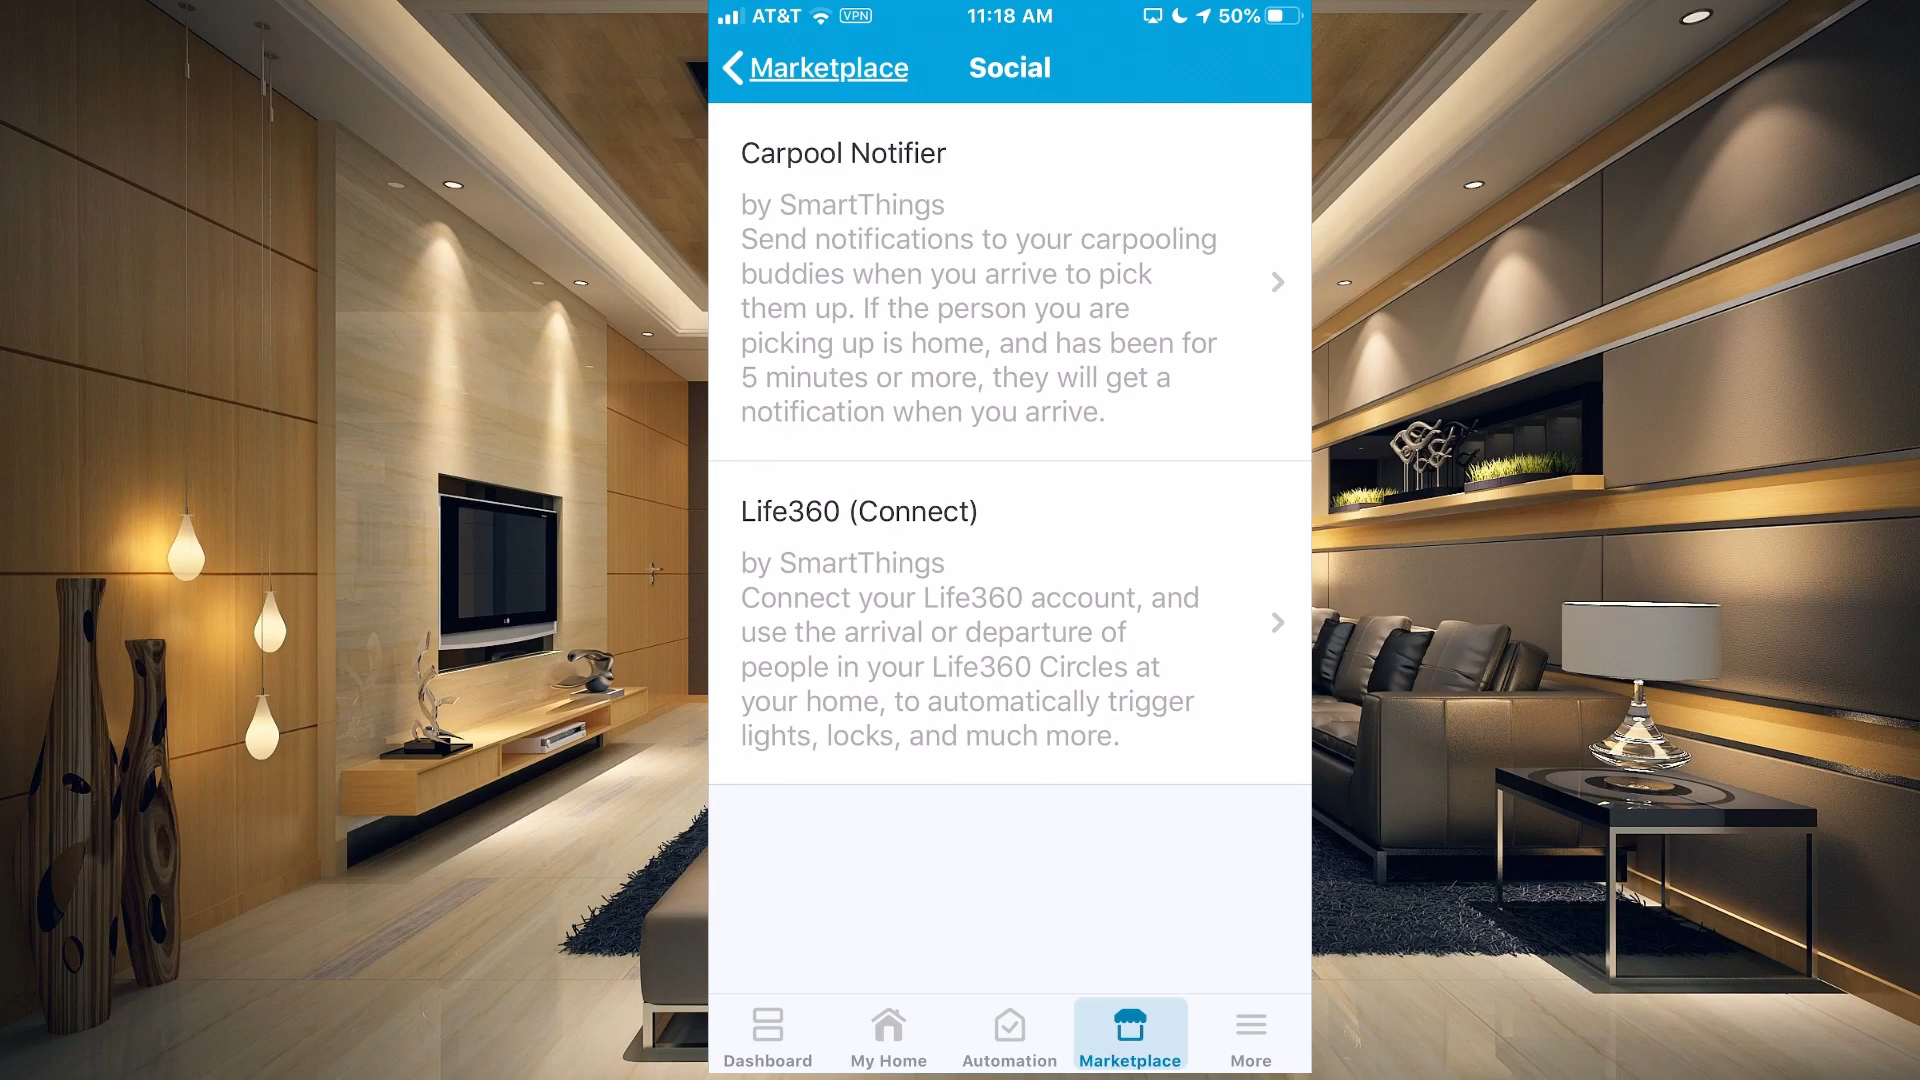 AT&T VPN 11:18 AM 50%
Marketplace Social
Carpool Notifier
by SmartThings
Send notifications to your carpooling
buddies when you arrive to pick
them up. If the person you are
picking up is home, and has been for
5 minutes or more, they will get a
notification when you arrive.
Life360 (Connect)
by SmartThings
Connect your Life360 account, and
use the arrival or departure of
people in your Life360 Circles at
your home, to automatically trigger
lights, locks, and much more.
Dashboard My Home Automation Marketplace More